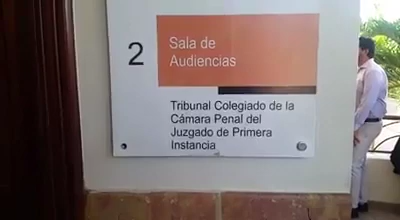 2
Sala de
Audiencias
Tribunal Colegiado de la
Cámara Penal del
Juzgado de Primera
Instancia